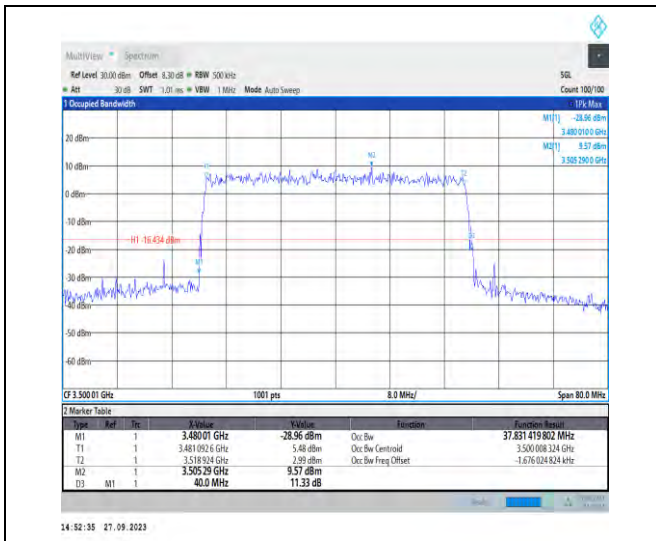 MultiView Spectrum
Ref Level 30.00 dBm Offset 8.30 dB RBW 500 kHz SGL
Att 30 dB SWT 1.01 ms VBW 1 MHz Mode Auto Sweep Count 100/100
1 Occupied Bandwidth 1Pk Max
M1[1] -28.96 dBm
3.480 010 0 GHz
20 dBm
M2[1] 9.57 dBm
3.505 290 0 GHz
M2
10 dBm
T1
T2
0 dBm
-10 dBm
H1 -16.434 dBm
D3
-20 dBm
M1
-30 dBm
-40 dBm
-50 dBm
-60 dBm
CF 3.500 01 GHz 1001 pts 8.0 MHz/ Span 80.0 MHz
2 Marker Table
Type Ref Trc X-Value Y-Value Function Function Result
M1 1 3.480 01 GHz -28.96 dBm Occ Bw 37.831 419 802 MHz
T1 1 3.481 092 6 GHz 5.48 dBm Occ Bw Centroid 3.500 008 324 GHz
T2 1 3.518 924 GHz 2.99 dBm Occ Bw Freq Offset -1.676 024 824 kHz
M2 1 3.505 29 GHz 9.57 dBm
D3 M1 1 40.0 MHz 11.33 dB
14:52:35 27.09.2023